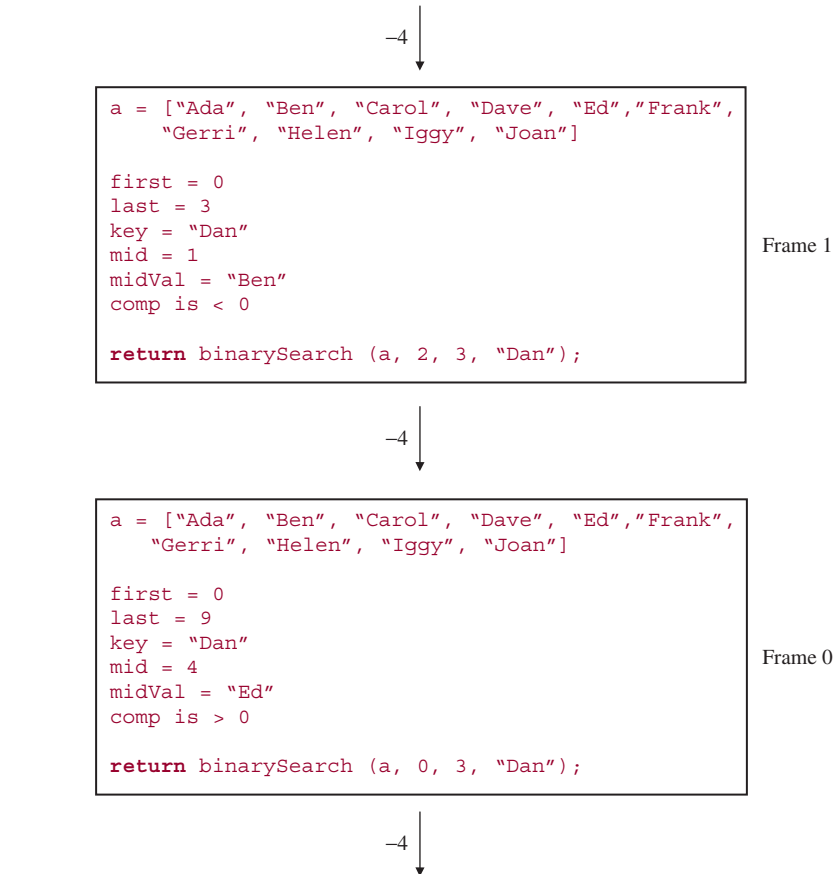 –4
a = [“Ada”, “Ben”, “Carol”, “Dave”, “Ed”,”Frank”,
“Gerri”, “Helen”, “Iggy”, “Joan”]
first = 0
last = 3
key = “Dan”
mid = 1
midVal = “Ben”
comp is < 0
return binarySearch (a, 2, 3, “Dan”);
Frame 1
–4
a = [“Ada”, “Ben”, “Carol”, “Dave”, “Ed”,”Frank”,
“Gerri”, “Helen”, “Iggy”, “Joan”]
first = 0
last = 9
key = “Dan”
mid = 4
midVal = “Ed”
comp is > 0
return binarySearch (a, 0, 3, “Dan”);
Frame 0
–4